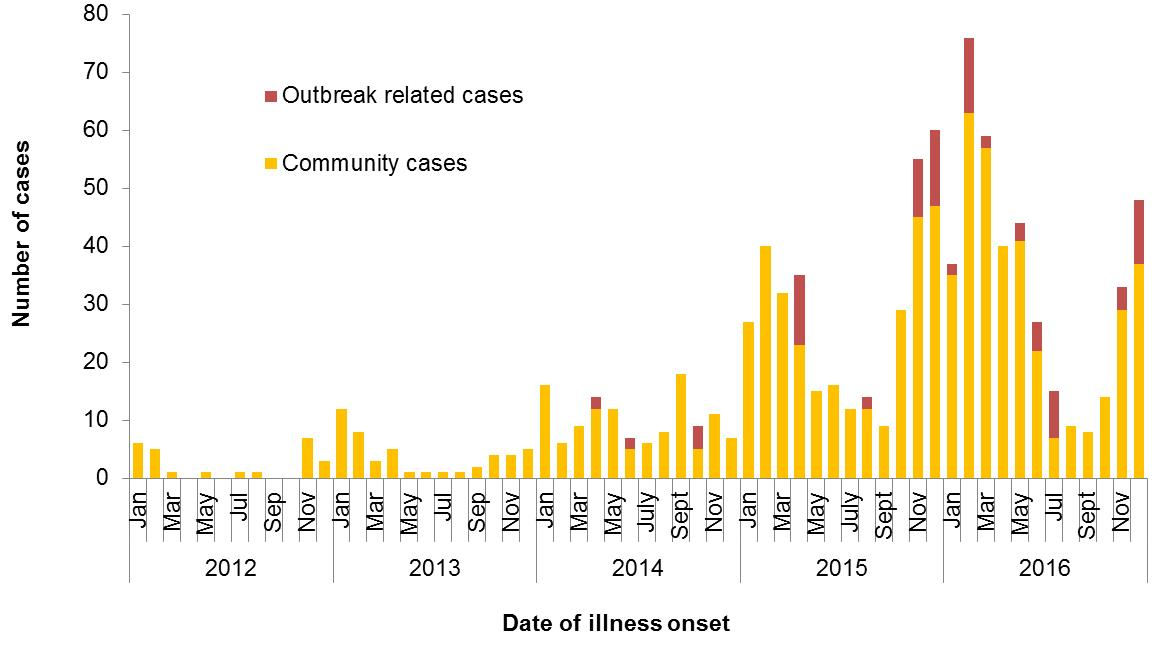 80
70
60
50
40
30
20
10
0
Number of cases
Outbreak related cases
Community cases
Jan Mar May Jul Sep Nov Jan Mar May Jul Sep Nov Jan Mar May July Sept Nov Jan Mar May July Sept Nov Jan Mar May Jul Sept Nov
2012 2013 2014 2015 2016
Date of illness onset